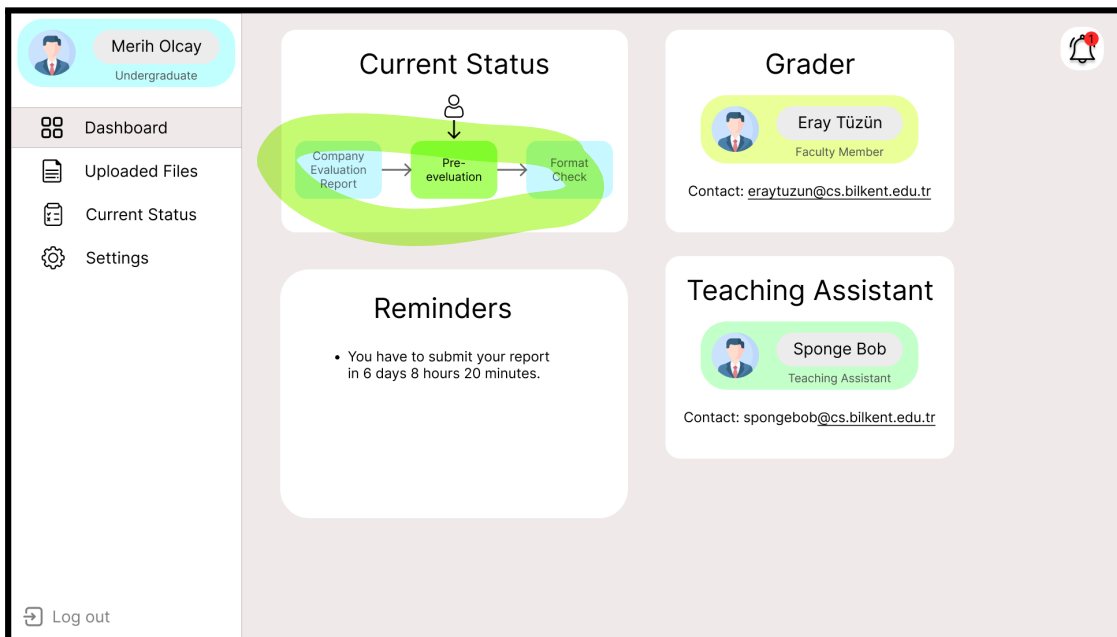 Merih Olcay
Undergraduate
Dashboard
Uploaded Files
Current Status
Settings
Log out
Current Status
Company
Evaluation
Report
Pre-
eveluation
Format
Check
Reminders
• You have to submit your report
in 6 days 8 hours 20 minutes.
Grader
Eray Tüzün
Faculty Member
Contact: eraytuzun@cs.bilkent.edu.tr
Teaching Assistant
Sponge Bob
Teaching Assistant
Contact: spongebob@cs.bilkent.edu.tr
1